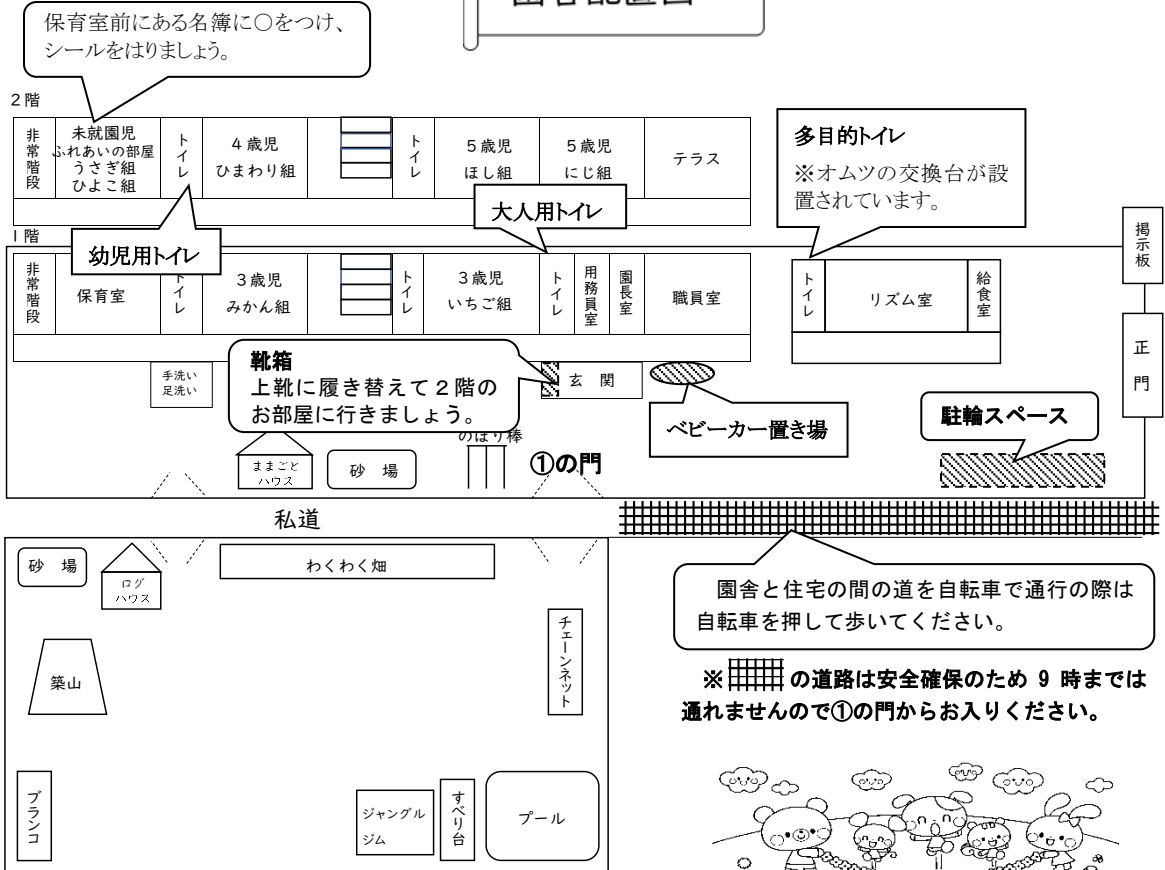 保育室前にある名簿に〇をつけ、
シールをはりましょう。
2階
非常階段
未就園児
ふれあいの部屋
うさぎ組
ひよこ組
トイレ
4歳児
ひまわり組
トイレ
5歳児
ほし組
5歳児
にじ組
テラス
多目的トイレ
※オムツの交換台が設
置されています。
大人用トイレ
幼児用トイレ
1階
非常階段
保育室
トイレ
3歳児
みかん組
トイレ
3歳児
いちご組
トイレ
用務員室
園長室
職員室
トイレ
リズム室
給食室
掲示板
正門
手洗い
足洗い
靴箱
上靴に履き替えて2階の
お部屋に行きましょう。
玄関
ベビーカー置き場
駐輪スペース
ままごと
ハウス
砂場
のぼり棒
①の門
私道
砂場
ログ
ハウス
わくわく畑
園舎と住宅の間の道を自転車で通行の際は
自転車を押して歩いてください。
チェーンネット
築山
※の道路は安全確保のため 9 時までは
通れませんので①の門からお入りください。
ブランコ
ジャングル
ジム
すべり台
プール